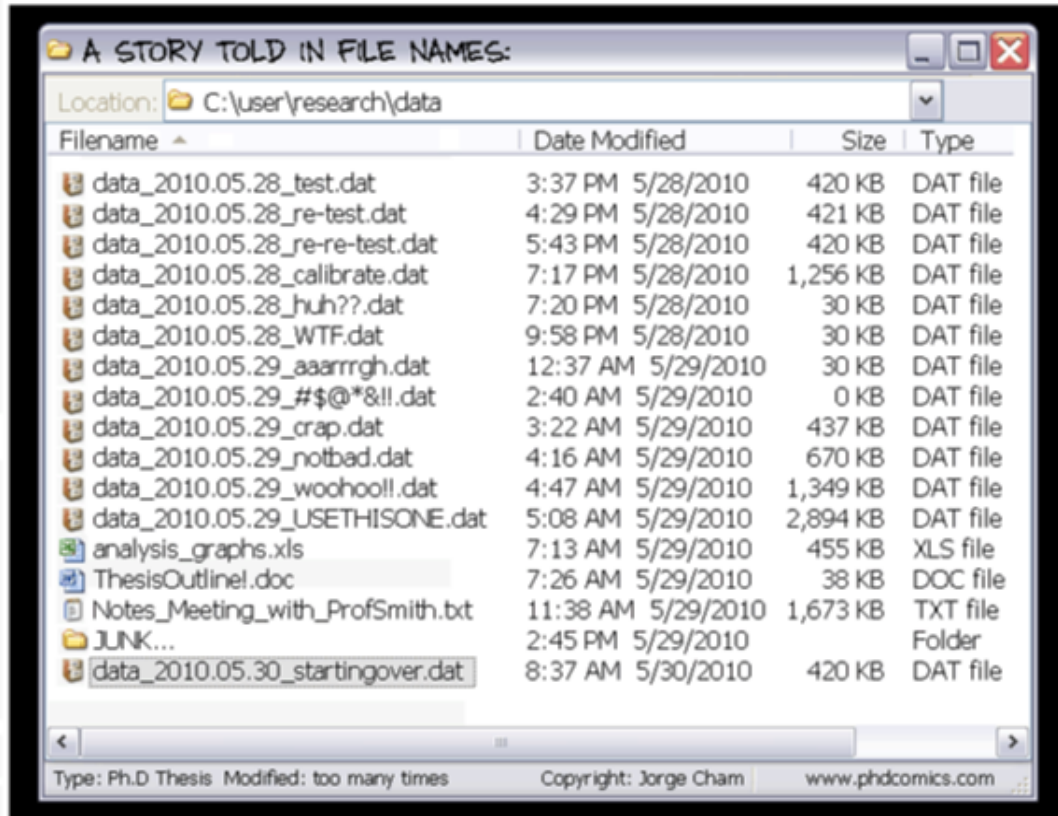 A STORY TOLD IN FILE NAMES:
Location: C:\user\research\data
Filename Date Modified Size Type
data_2010.05.28_test.dat 3:37 PM 5/28/2010 420 KB DAT file
data_2010.05.28_re-test.dat 4:29 PM 5/28/2010 421 KB DAT file
data_2010.05.28_re-re-test.dat 5:43 PM 5/28/2010 420 KB DAT file
data_2010.05.28_calibrate.dat 7:17 PM 5/28/2010 1,256 KB DAT file
data_2010.05.28_huh??.dat 7:20 PM 5/28/2010 30 KB DAT file
data_2010.05.28_WTF.dat 9:58 PM 5/28/2010 30 KB DAT file
data_2010.05.29_aaarrrgh.dat 12:37 AM 5/29/2010 30 KB DAT file
data_2010.05.29_#$@*&!!.dat 2:40 AM 5/29/2010 0 KB DAT file
data_2010.05.29_crap.dat 3:22 AM 5/29/2010 437 KB DAT file
data_2010.05.29_notbad.dat 4:16 AM 5/29/2010 670 KB DAT file
data_2010.05.29_woohoo!!.dat 4:47 AM 5/29/2010 1,349 KB DAT file
data_2010.05.29_USETHISONE.dat 5:08 AM 5/29/2010 2,894 KB DAT file
analysis_graphs.xls 7:13 AM 5/29/2010 455 KB XLS file
ThesisOutline!.doc 7:26 AM 5/29/2010 38 KB DOC file
Notes_Meeting_with_ProfSmith.txt 11:38 AM 5/29/2010 1,673 KB TXT file
JUNK... 2:45 PM 5/29/2010 Folder
data_2010.05.30_startingover.dat 8:37 AM 5/30/2010 420 KB DAT file
Type: Ph.D Thesis Modified: too many times Copyright: Jorge Cham www.phdcomics.com